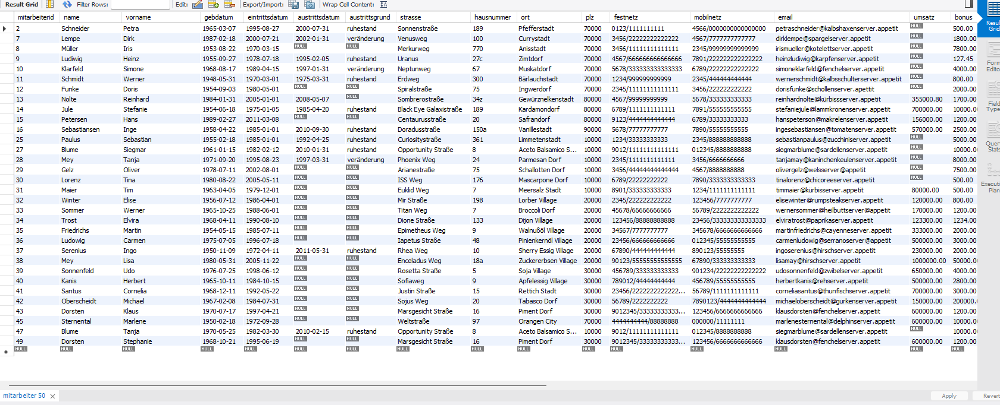 Result Grid Filter Rows: Edit: Export/Import: Wrap Cell Content: IA
mitarbeiterid name vorname gebdatum eintrittsdatum austrittsdatum austrittsgrund strasse hausnummer ort plz festnetz mobilnetz email umsatz bonus
2 Schneider Petra 1965-03-07 1995-08-27 2000-07-31 ruhestand Sonnenstraße 189 Pfefferstadt 70000 0123/1111111111 4566/000000000000000 petraschneider@kalbshaxenserver.appetit NULL 500.00
7 Lempe Dirk 1987-02-18 2000-07-21 2002-01-31 veränderung Venusweg 100 Currystadt 70000 3456/22222222222222 4567/7777777777777 dirklempe@spargelserver.appetit NULL 1800.00
8 Müller Iris 1953-08-22 1970-03-15 NULL NULL Merkurweg 770 Anisstadt 70000 4567/1111111111111 2345/99999999999999 irismueller@kotelettserver.appetit NULL 7800.00
9 Ludwig Heinz 1955-09-27 1978-07-18 1995-02-05 ruhestand Uranus 27c Zimtdorf 70000 4567/666666666666666 7891/222222222222222 heinzludiwig@karpfenserver.appetit NULL 127.45
10 Klarfeld Simone 1968-08-17 1989-04-15 1997-01-31 veränderung Neptunweg 67 Muskatdorf 70000 5678/333333333333333 6789/22222222222222 simoneklarfeld@fenchelserver.appetit NULL 4000.00
11 Schmidt Werner 1948-05-31 1970-03-01 1975-03-31 ruhestand Erdweg 300 Bärlauchstadt 70000 1234/999999999999 2345/444444444444 wernerschmidt@kalbsschulterserver.appetit NULL 800.00
12 Funke Doris 1954-09-03 1980-05-01 NULL NULL Spiralstraße 75 Ingwerdorf 70000 2345/11111111111111 3456/222222222222 dorisfunke@schollenserver.apettit NULL 2000.00
13 Nolte Reinhard 1984-01-31 2005-01-01 2008-05-07 NULL Sombrerostraße 34z Gewürznelkenstadt 80000 4567/99999999999 5678/333333333333 reinhardnolte@kürbissserver.appetit 355000.80 1700.00
14 Jule Stefanie 1954-06-18 1975-01-05 1985-04-20 ruhestand Black Eye Galaxistraße 189 Kardamondorf 80000 6789/1111111111111 7891/555555555555 stefaniejule@lammkronenserver.appetit 700000.00 10000.0
15 Petersen Hans 1989-02-27 2011-03-08 NULL NULL Centaurusstraße 20 Safrandorf 80000 9123/4444444444444 6789/3333333333333 hanspeterson@makrelenserver.appetit 156000.00 1200.00
16 Sebastiansen Inge 1958-04-22 1985-01-01 2010-09-30 ruhestand Doradusstraße 150a Vanillestadt 90000 5678/77777777777 7890/55555555555 ingesebastiansen@tomatenserver.appetit 570000.00 2500.00
25 Paulus Sebastian 1955-02-18 1985-01-01 1992-04-25 ruhestand Curiositystraße 361 Limmetenstadt 10000 1234/33333333333 2345/888888888888 sebastianpaulus@zucchiniserver.appetit NULL 5000.00
27 Blume Siegmar 1961-01-15 1982-02-12 2010-01-31 ruhestand Opportunity Straße 8 Aceto Balsamico S... 10000 9012/11111111111111 012345/8888888888 siegmarblume@sardellenserver.appetit NULL 10000.0
28 Mey Tanja 1971-09-20 1995-08-23 1997-03-31 veränderung Phoenix Weg 24 Parmesan Dorf 10000 2345/1111111111111 3456/6666666666 tanjamay@kaninchenkeulenserver.appetit NULL 8000.00
29 Gelz Oliver 1978-07-11 2002-08-01 NULL NULL Arianestraße 75 Schallotten Dorf 10000 3456/44444444444444 4567/8888888888 olivergelz@welsserver@appetit NULL 7500.00
30 Lorenz Tina 1980-08-22 2005-05-11 NULL NULL ISS Weg 176 Mascarpone Dorf 10000 6789/22222222222 7890/3333333333333 tinalorenz@chicoreeserver.appetit NULL 500.00
31 Maier Tim 1963-04-05 1979-12-01 NULL NULL Euklid Weg 7 Meersalz Stadt 10000 8901/333333333333 1234/1111111111111 timmaier@kürbisserver.appetit 80000.00 500.00
32 Winter Elise 1956-07-12 1986-04-01 NULL NULL Mir Straße 198 Lorber Village 20000 2345/222222222222 123456/7777777777 elisewinter@rumpsteakserver.appetit 120000.00 800.00
33 Sommer Werner 1965-10-25 1988-06-01 NULL NULL Titan Weg 7 Broccoli Dorf 20000 45678/66666666666 56789/2222222222222 wernersommer@heilbuttserver@appetit 170000.00 1200.00
34 Trost Elvira 1968-04-11 1990-08-10 NULL NULL Dione Straße 133 Dijon Village 20000 123456/88888888888 23456/333333333333333 elviratrost@paprikaserver.appetit 123300.00 1234.00
35 Friedrichs Martin 1954-05-15 1985-07-11 NULL NULL Epimetheus Weg 9 Walnußöl Village 20000 34567/7777777777 345678/6666666666666 martinfriedrichs@cayenneserver.appetit 333000.00 2000.00
36 Ludowig Carmen 1975-07-05 1996-07-18 NULL NULL Iapetus Straße 48 Pinienkernöl Village 20000 23456/666666666666 012345/55555555555 carmenludowig@serranoserver@appetit 500000.00 3000.00
37 Serenius Ingo 1950-11-09 1972-04-11 2011-05-31 ruhestand Rhea Weg 10 Sherry Essig Village 20000 67890/444444444444 890123/55555555 ingoserenius@hirschserver.appetit 230000.00 2000.00
38 Mey Lisa 1980-05-31 2005-11-22 NULL NULL Enceladus Weg 18a Zuckererbsen Village 20000 90123/55555555555555 67890/333333333333 lisamay@hirschserver.appetit 1000000.00 50000.0
39 Sonnenfeld Udo 1976-07-25 1998-06-12 NULL NULL Rosetta Straße 5 Soja Village 30000 456789/33333333333 901234/22222222222222 udosonnenfeld@zwibelserver.appetit 650000.00 4000.00
40 Kanis Herbert 1965-10-11 1984-10-15 NULL NULL Sofiaweg 9 Apfelessig Village 30000 789012/44444444444 456789/55555555555 herbertkanis@rehserver.appetit 500000.00 2800.00
41 Santus Cornelia 1968-12-11 1992-05-22 NULL NULL Justin Straße 15 Rettich Stadt 30000 23456/2222222222222... 56789/1111111111111 corneliasantus@thunfischserver.appetit 700000.00 3000.00
42 Oberscheidt Michael 1967-02-08 1984-07-31 NULL NULL Sojus Weg 20 Tabasco Dorf 30000 56789/2222222222 7890123/44444444444444 michaeloberscheidt@gurkenserver.appetit 150000.00 200000.
43 Dorsten Klaus 1970-07-17 1997-04-21 NULL NULL Marsgesicht Straße 16 Piment Dorf 30000 9012345/33333333333... 123456/6666666666666 klausdorsten@fenchelserver.appetit 600000.00 1200.00
45 Sternental Marlene 1950-02-18 1972-09-28 NULL NULL Weltstraße 97 Orangen City 70000 4444444444/88888888 000000/11111111 marlenesternental@delphinserver.appetit 600000.00 10000.0
47 Blume Tanja 1970-05-25 1982-03-30 2010-02-15 ruhestand Opportunity Straße 8 Aceto Balsamico S... 10000 9012/11111111111111 012345/8888888888 siegmarblume@sardellenserver.appetit NULL 10000.0
49 Dorsten Stephanie 1968-10-21 1995-06-19 NULL NULL Marsgesicht Straße 16 Piment Dorf 30000 9012345/33333333333... 123456/6666666666666 klausdorsten@fenchelserver.appetit 600000.00 1200.00
NULL NULL NULL NULL NULL NULL NULL NULL NULL NULL NULL NULL NULL NULL NULL NULL
Resul
Grid
Form
Editor
Field
Type
Quer
Stats
Executi
Plan
mitarbeiter 50
Apply Revert